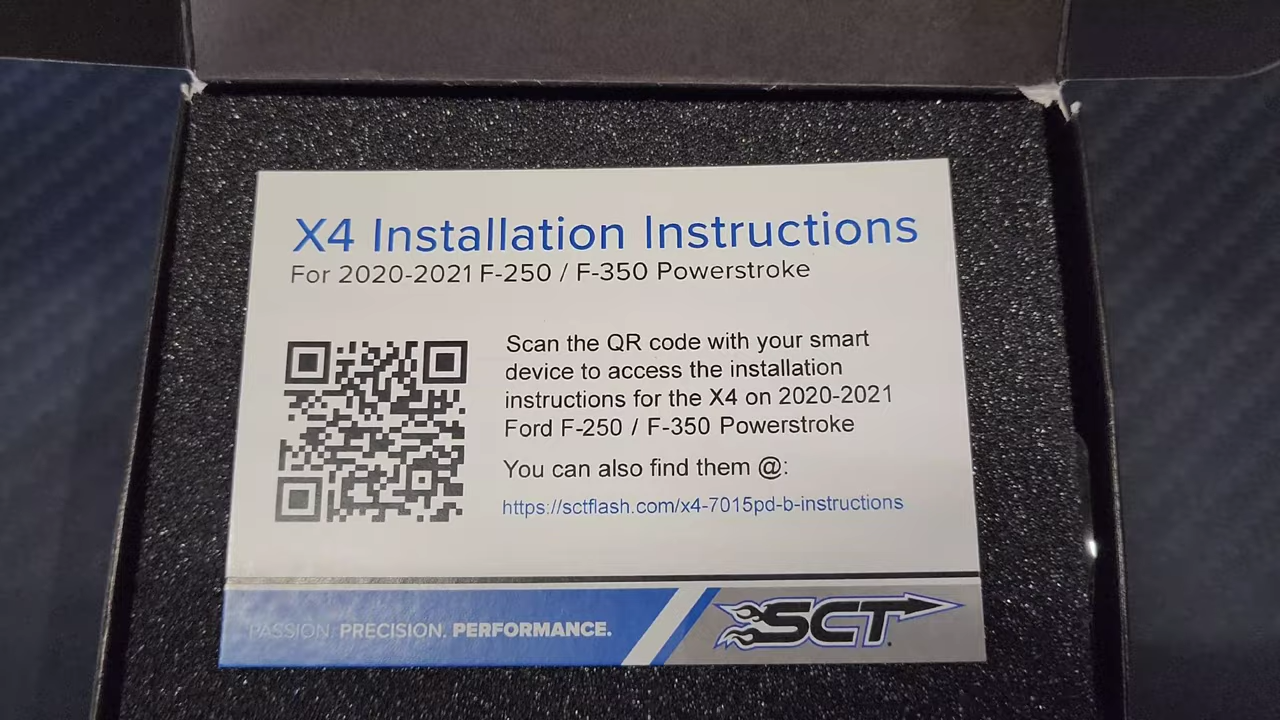 X4 Installation Instructions
For 2020-2021 F-250 / F-350 Powerstroke
Scan the QR code with your smart
device to access the installation
instructions for the X4 on 2020-2021
Ford F-250 / F-350 Powerstroke
You can also find them @:
https://sctflash.com/x4-7015pd-b-instructions
PASSION. PRECISION. PERFORMANCE.
SCT